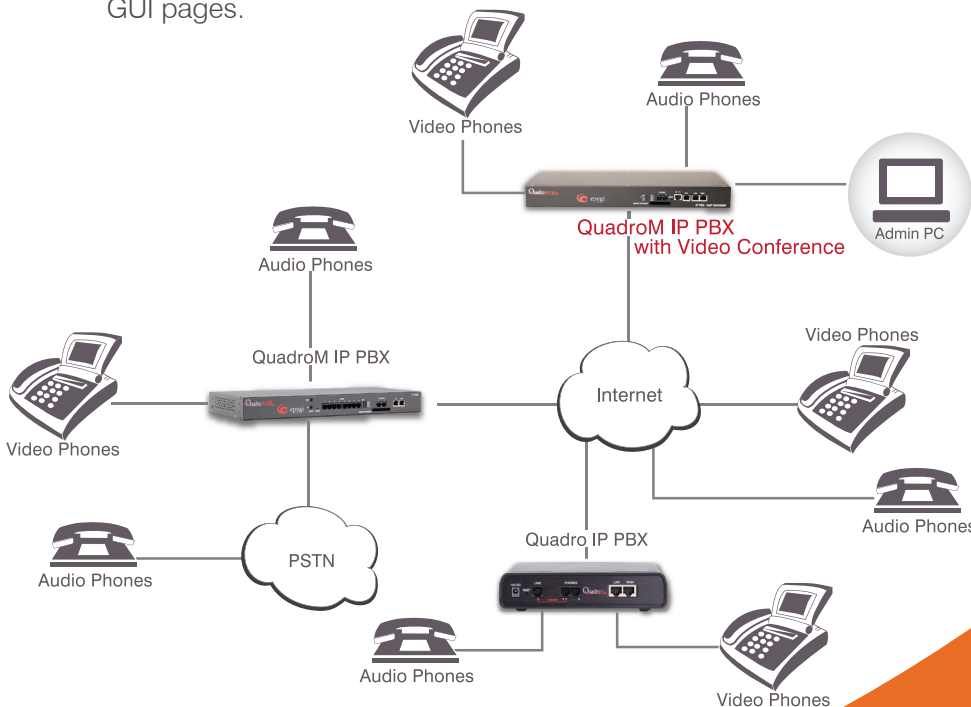 GUI pages.
Video Phones
Audio Phones
Admin PC
QuadroM IP PBX
with Video Conference
Audio Phones
QuadroM IP PBX
Video Phones
Internet
Video Phones
Audio Phones
Audio Phones
PSTN
Quadro IP PBX
LINE
PHONES
Audio Phones
Video Phones